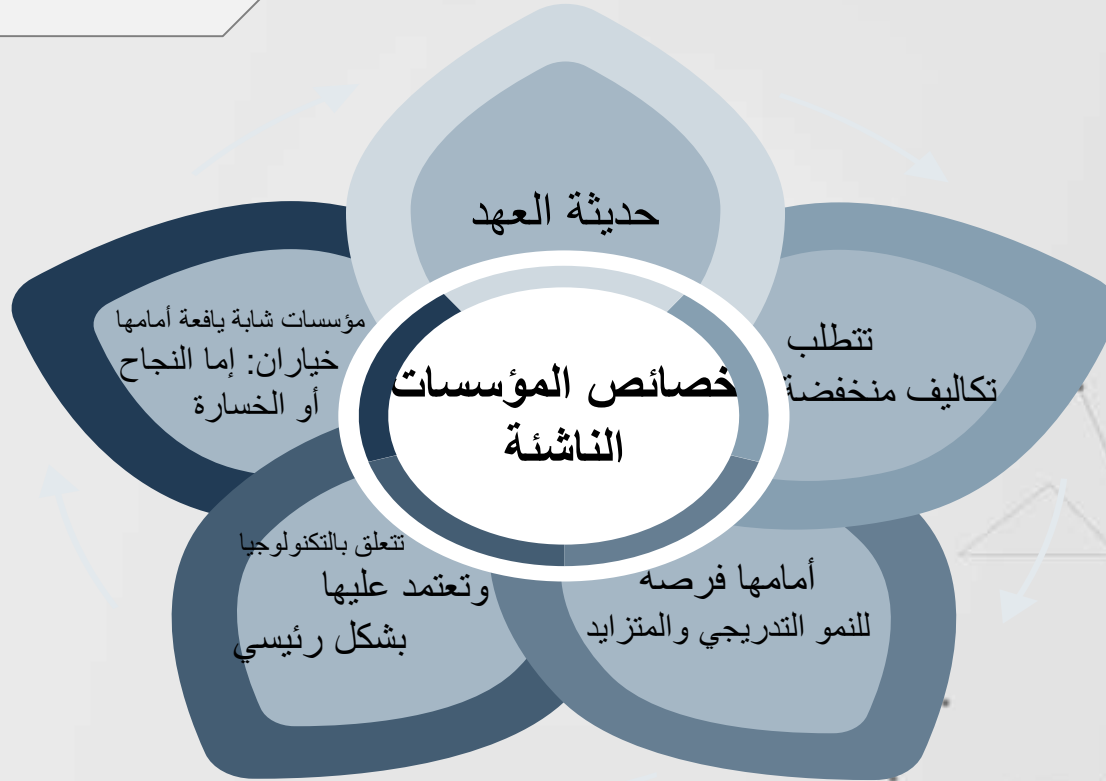 خصائص المؤسسات
الناشئة
حديثة العهد
تتطلب
تكاليف منخفضة
أمامها فرصة
للنمو التدريجي والمتزايد
تتعلق بالتكنولوجيا
وتعتمد عليها
بشكل رئيسي
مؤسسات شابة يافعة أمامها
خياران: إما النجاح
أو الخسارة